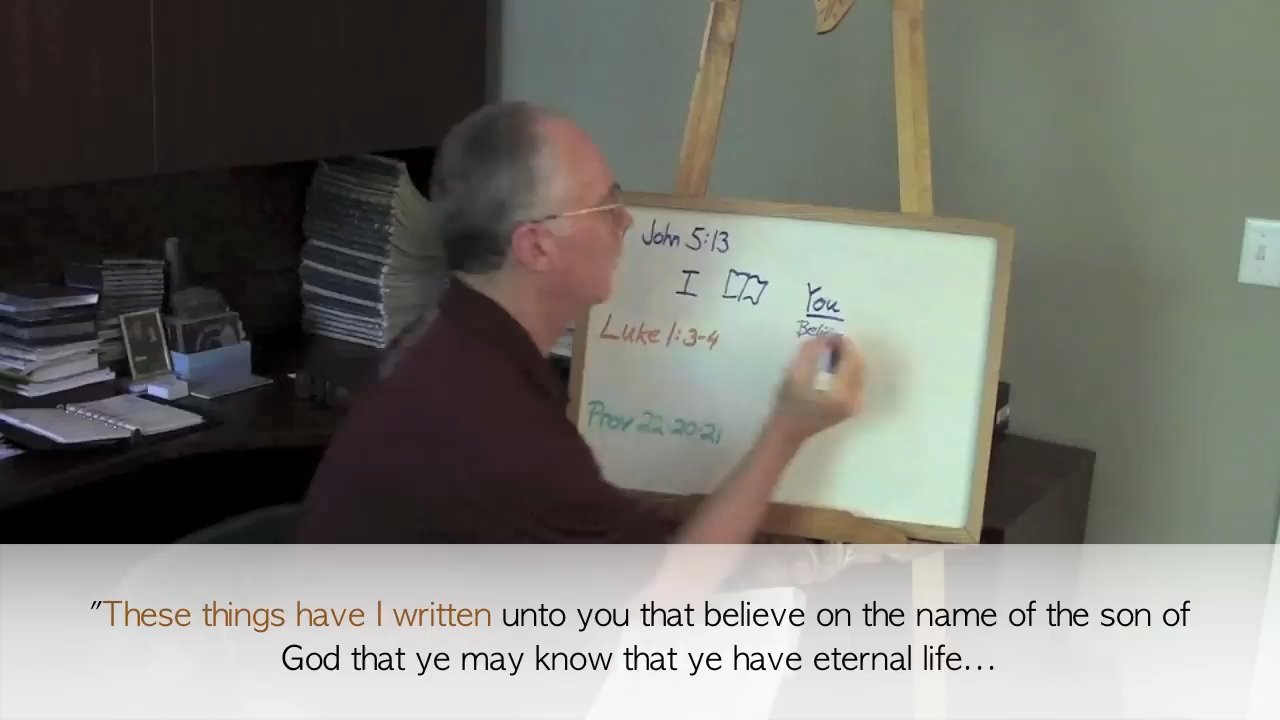 John 5:13
I
You
Luke 1:3-4
Prov 22 20-21
"These things have I written unto you that believe on the name of the son of
God that ye may know that ye have eternal life...